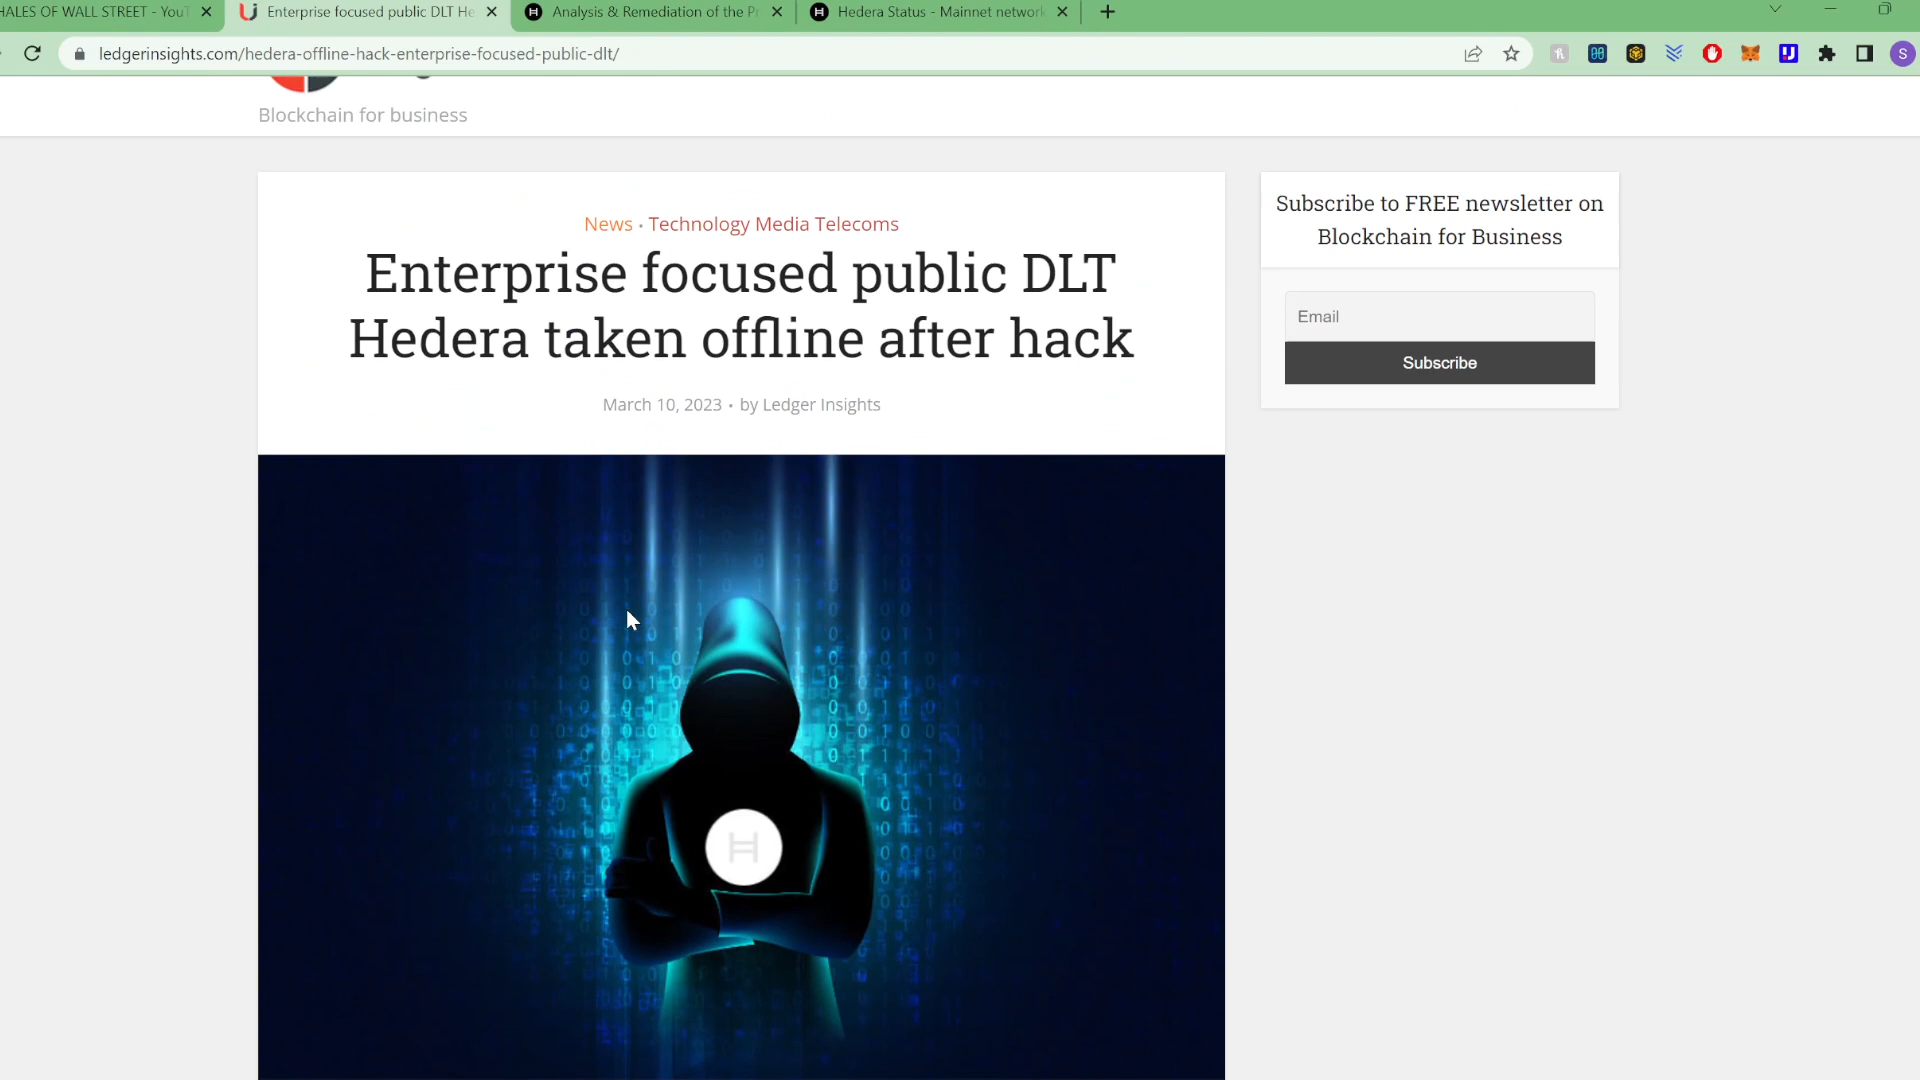 HALES OF WALL STREET - YouT
Enterprise focused public DLT He
Analysis & Remediation of the Pr
Hedera Status - Mainnet network
ledgerinsights.com/hedera-offline-hack-enterprise-focused-public-dlt/
S
Blockchain for business
News • Technology Media Telecoms
Enterprise focused public DLT
Hedera taken offline after hack
March 10, 2023 • by Ledger Insights
Subscribe to FREE newsletter on
Blockchain for Business
Email
Subscribe
H